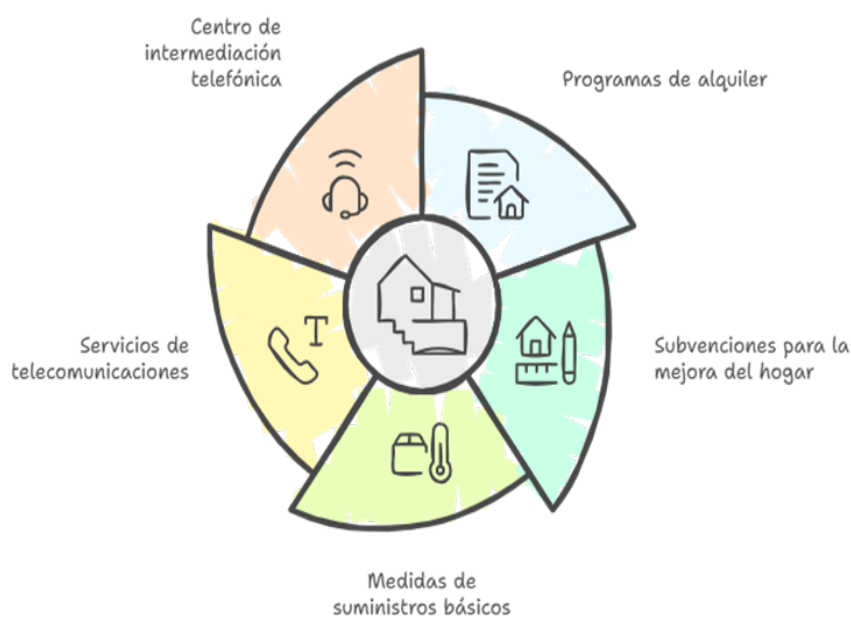 Centro de
intermediación
telefónica
Programas de alquiler
Servicios de
telecomunicaciones
T
Subvenciones para la
mejora del hogar
Medidas de
suministros básicos